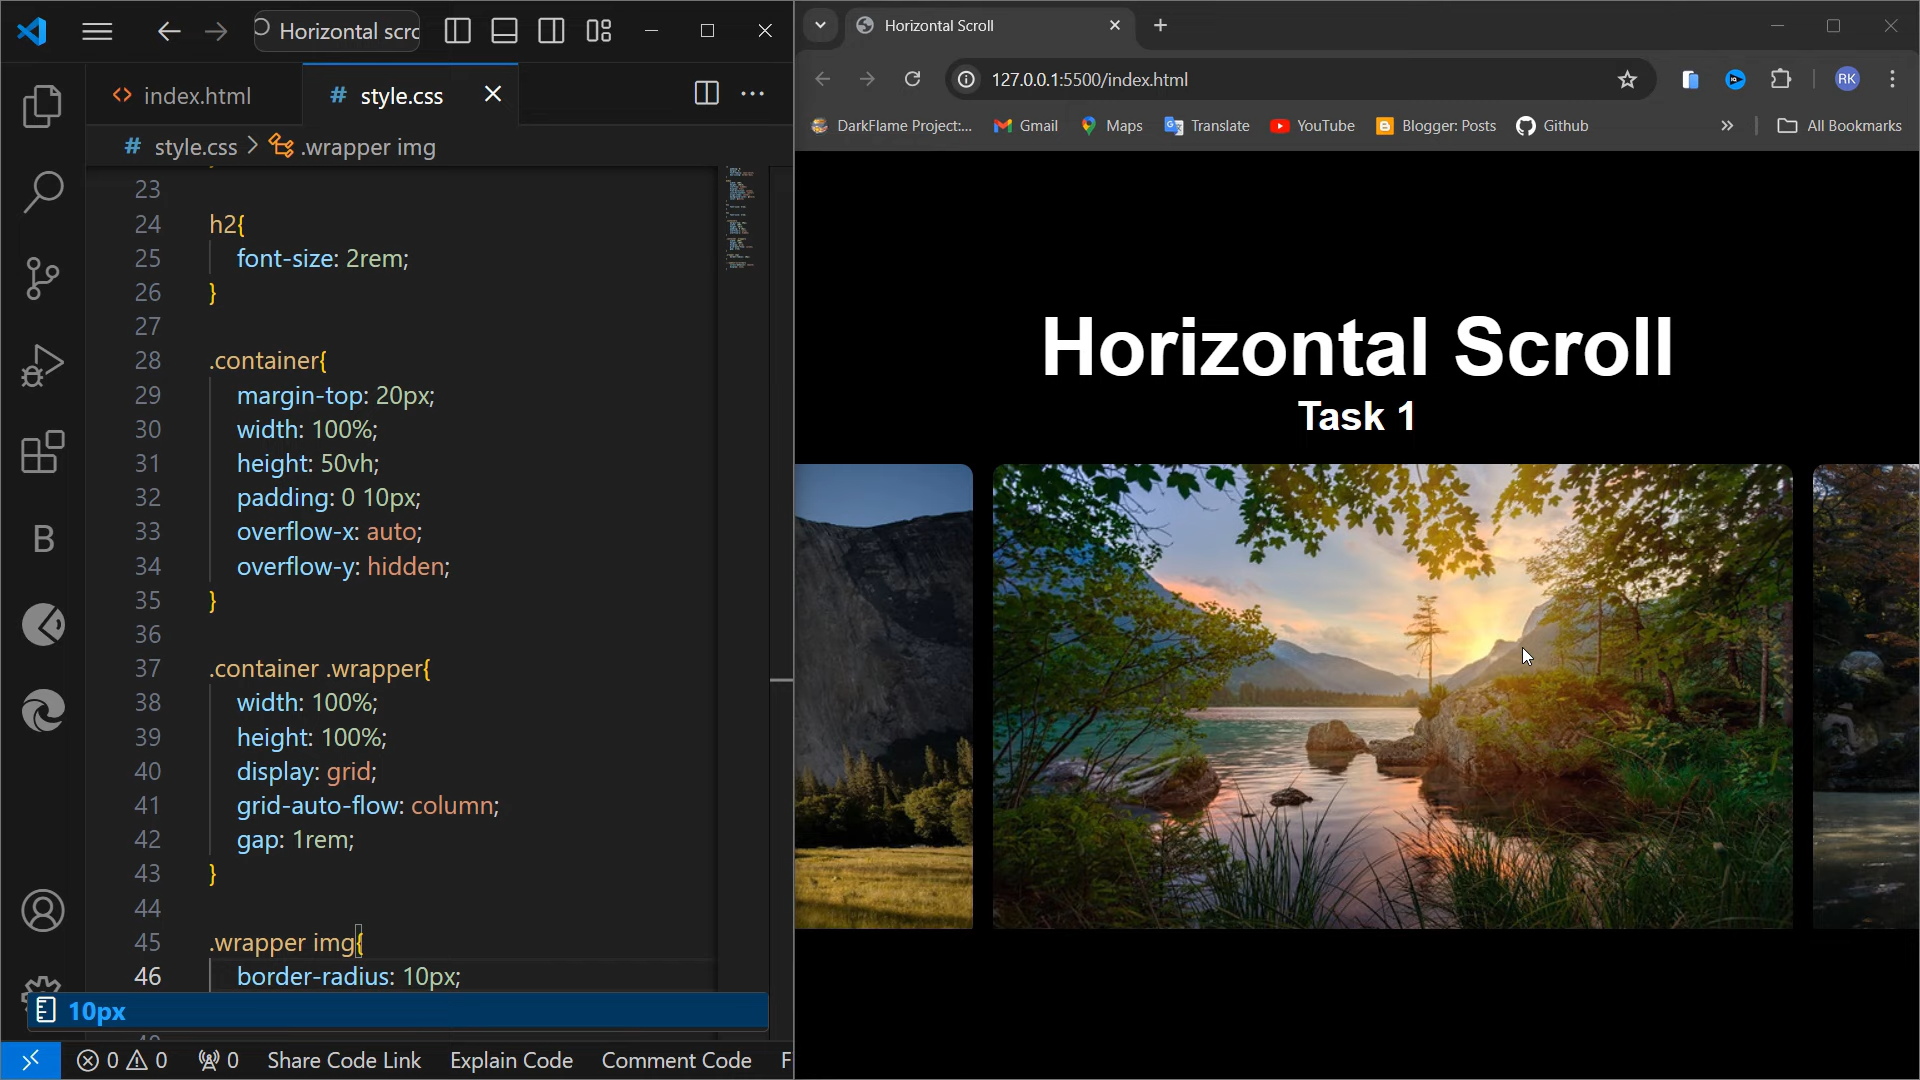 Horizontal scrc
index.html
# style.css
# style.css > .wrapper img
23
24 h2{
25 font-size: 2rem;
26 }
27
28 .container{
29 margin-top: 20px;
30 width: 100%;
31 height: 50vh;
32 padding: 0 10px;
33 overflow-x: auto;
34 overflow-y: hidden;
35 }
36
37 .container .wrapper{
38 width: 100%;
39 height: 100%;
40 display: grid;
41 grid-auto-flow: column;
42 gap: 1rem;
43 }
44
45 .wrapper img{
46 border-radius: 10px;
10px
B
0 0 0 Share Code Link Explain Code Comment Code F
Horizontal Scroll
127.0.0.1:5500/index.html
RK
DarkFlame Project:... Gmail Maps Translate YouTube Blogger: Posts Github » All Bookmarks
Horizontal Scroll
Task 1